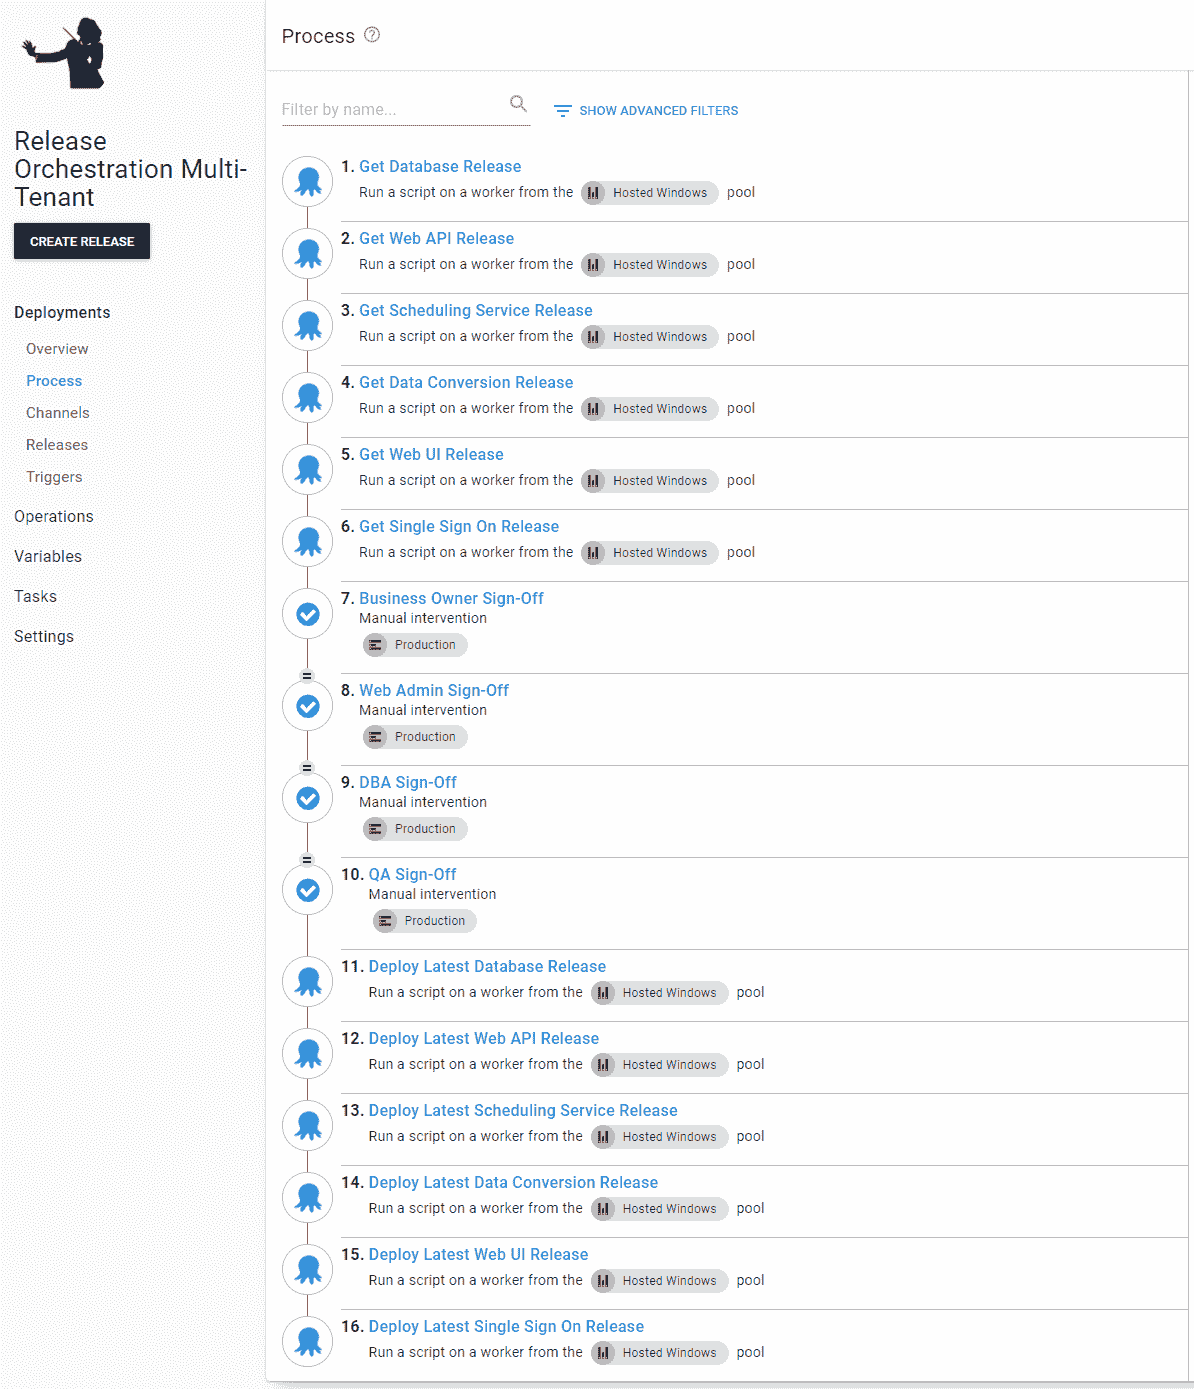 Release
Orchestration Multi-
Tenant
CREATE RELEASE
Deployments
Overview
Process
Channels
Releases
Triggers
Operations
Variables
Tasks
Settings
Process ?
Filter by name...
SHOW ADVANCED FILTERS
1. Get Database Release
Run a script on a worker from the Hosted Windows pool
2. Get Web API Release
Run a script on a worker from the Hosted Windows pool
3. Get Scheduling Service Release
Run a script on a worker from the Hosted Windows pool
4. Get Data Conversion Release
Run a script on a worker from the Hosted Windows pool
5. Get Web UI Release
Run a script on a worker from the Hosted Windows pool
6. Get Single Sign On Release
Run a script on a worker from the Hosted Windows pool
7. Business Owner Sign-Off
Manual intervention
Production
8. Web Admin Sign-Off
Manual intervention
Production
9. DBA Sign-Off
Manual intervention
Production
10. QA Sign-Off
Manual intervention
Production
11. Deploy Latest Database Release
Run a script on a worker from the Hosted Windows pool
12. Deploy Latest Web API Release
Run a script on a worker from the Hosted Windows pool
13. Deploy Latest Scheduling Service Release
Run a script on a worker from the Hosted Windows pool
14. Deploy Latest Data Conversion Release
Run a script on a worker from the Hosted Windows pool
15. Deploy Latest Web UI Release
Run a script on a worker from the Hosted Windows pool
16. Deploy Latest Single Sign On Release
Run a script on a worker from the Hosted Windows pool